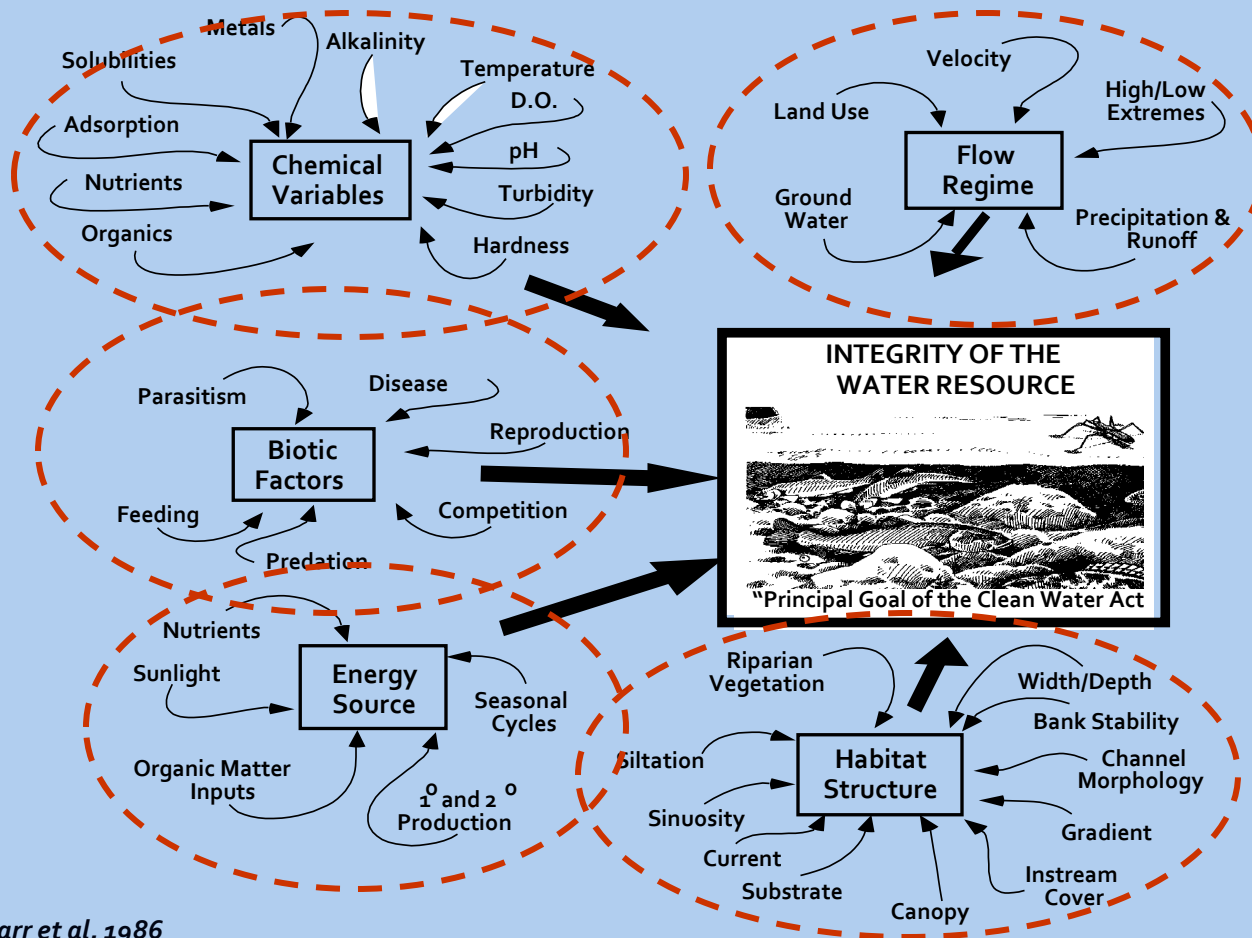 Metals
Alkalinity
Solubilities
Temperature
D.O.
Adsorption
pH
Chemical
Variables
Nutrients
Turbidity
Organics
Hardness
Velocity
High/Low
Extremes
Land Use
Flow
Regime
Ground
Water
Precipitation &
Runoff
Parasitism
Disease
Reproduction
Biotic
Factors
Feeding
Competition
Predation
INTEGRITY OF THE
WATER RESOURCE
"Principal Goal of the Clean Water Act
Nutrients
Sunlight
Energy
Source
Seasonal
Cycles
Organic Matter
Inputs
1º and 2 º
Production
Riparian
Vegetation
Width/Depth
Bank Stability
Siltation
Habitat
Structure
Channel
Morphology
Sinuosity
Gradient
Current
Substrate
Instream
Cover
Canopy
arr et al. 1986